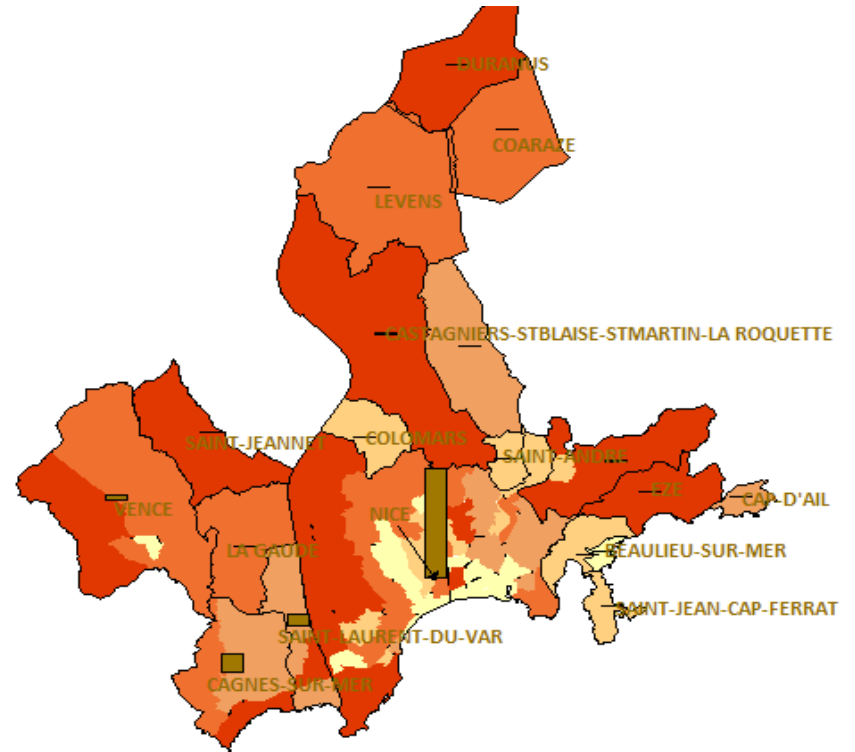 DURANUS
COARAZE
LEVENS
CASTAGNIERS-STBLAISE-STMARTIN-LA ROQUETTE
COLOMARS
SAINT-JEANNET
SAINT-ANDRE
EZE
CAP-D'AIL
VENCE
NICE
LA GAUDE
BEAULIEU-SUR-MER
SAINT-JEAN-CAP-FERRAT
SAINT-LAURENT-DU-VAR
CAGNES-SUR-MER